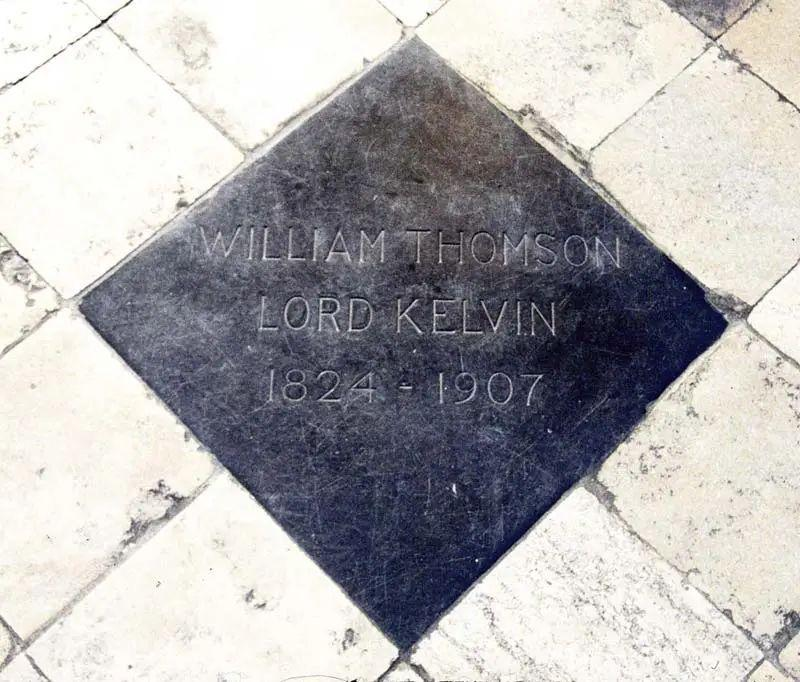 WILLIAM THOMSON
LORD KELVIN
1824 - 1907